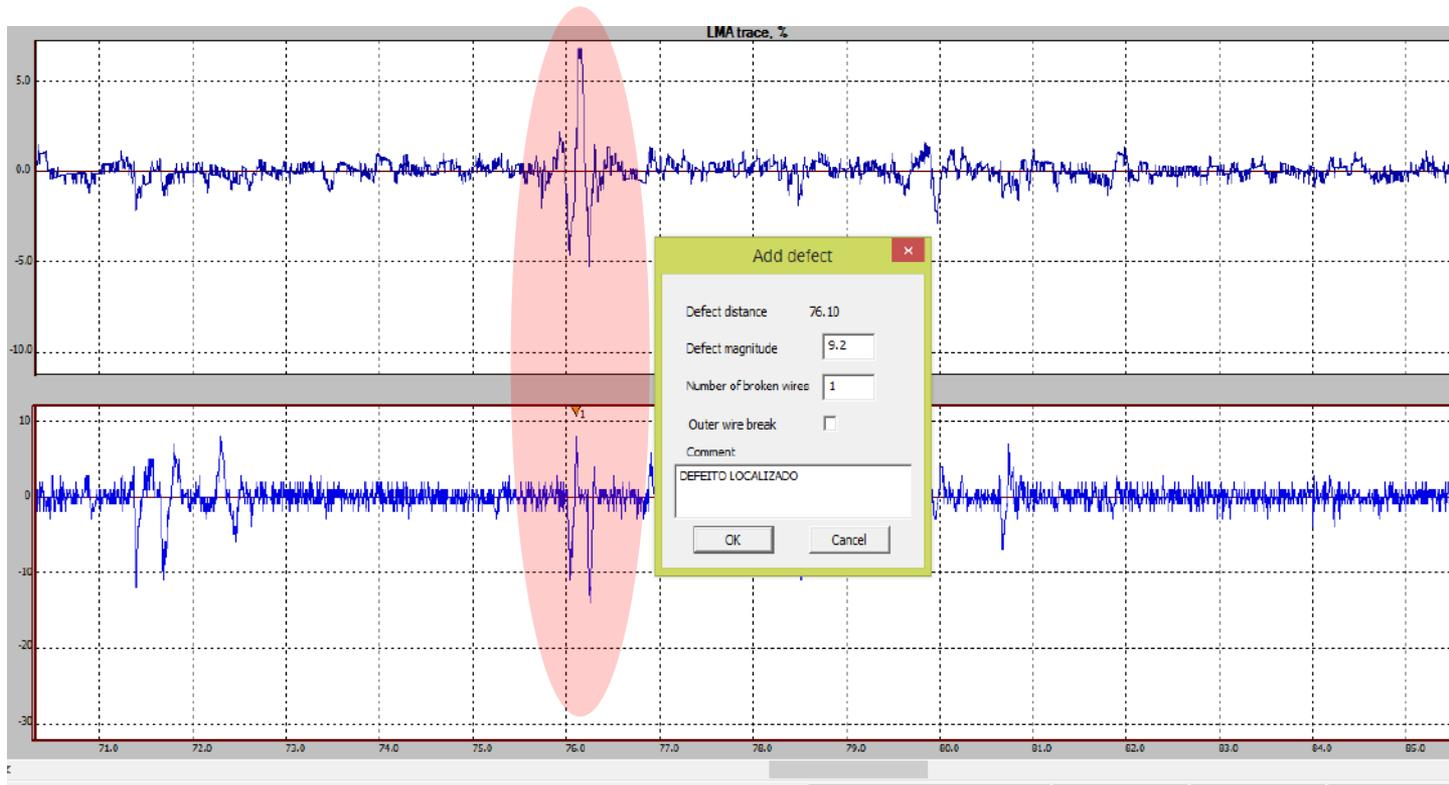 LMA trace, %
5.0
0.0
-5.0
-10.0
Add defect
Defect distance 76.10
Defect magnitude 9.2
Number of broken wires 1
Outer wire break
Comment
DEFEITO LOCALIZADO
OK Cancel
10
1
0
-10
-20
-30
71.0 72.0 73.0 74.0 75.0 76.0 77.0 78.0 79.0 80.0 81.0 82.0 83.0 84.0 85.0